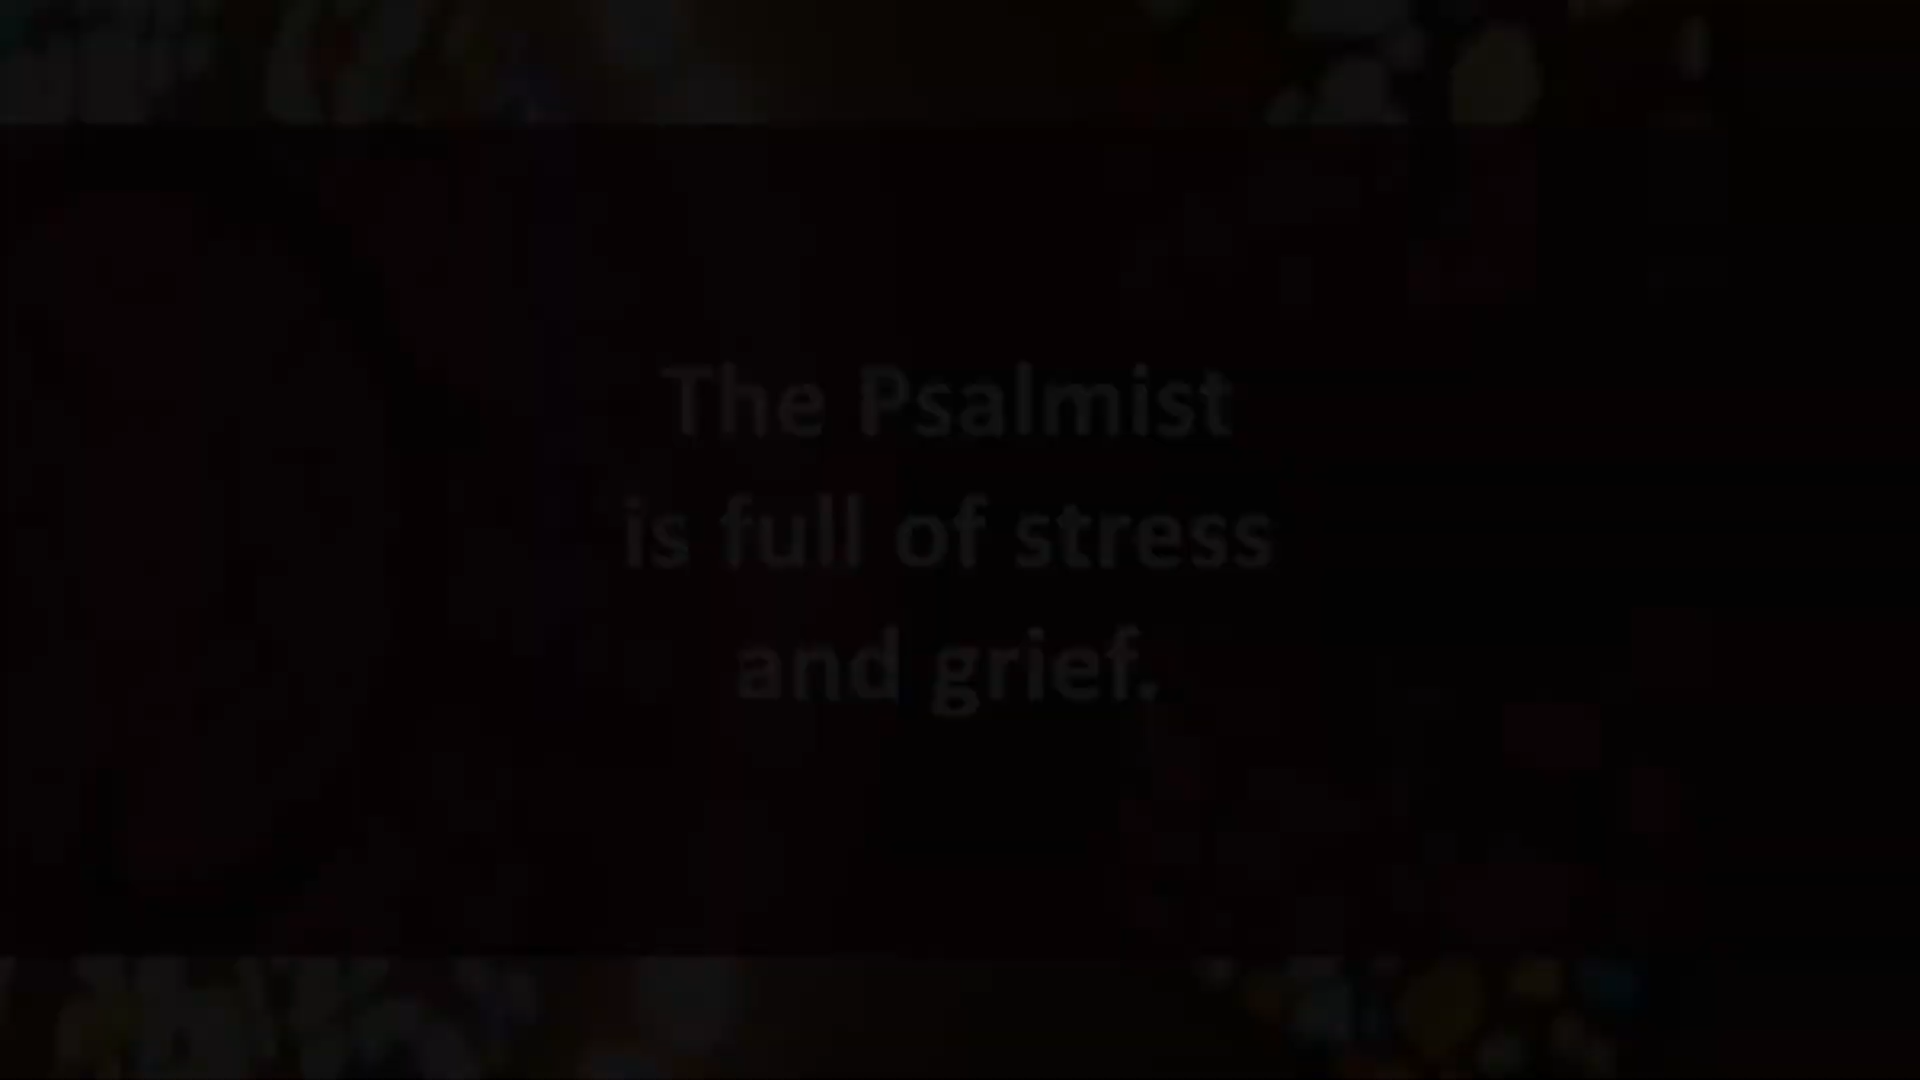 The Psalmist
is full of stress
and grief.